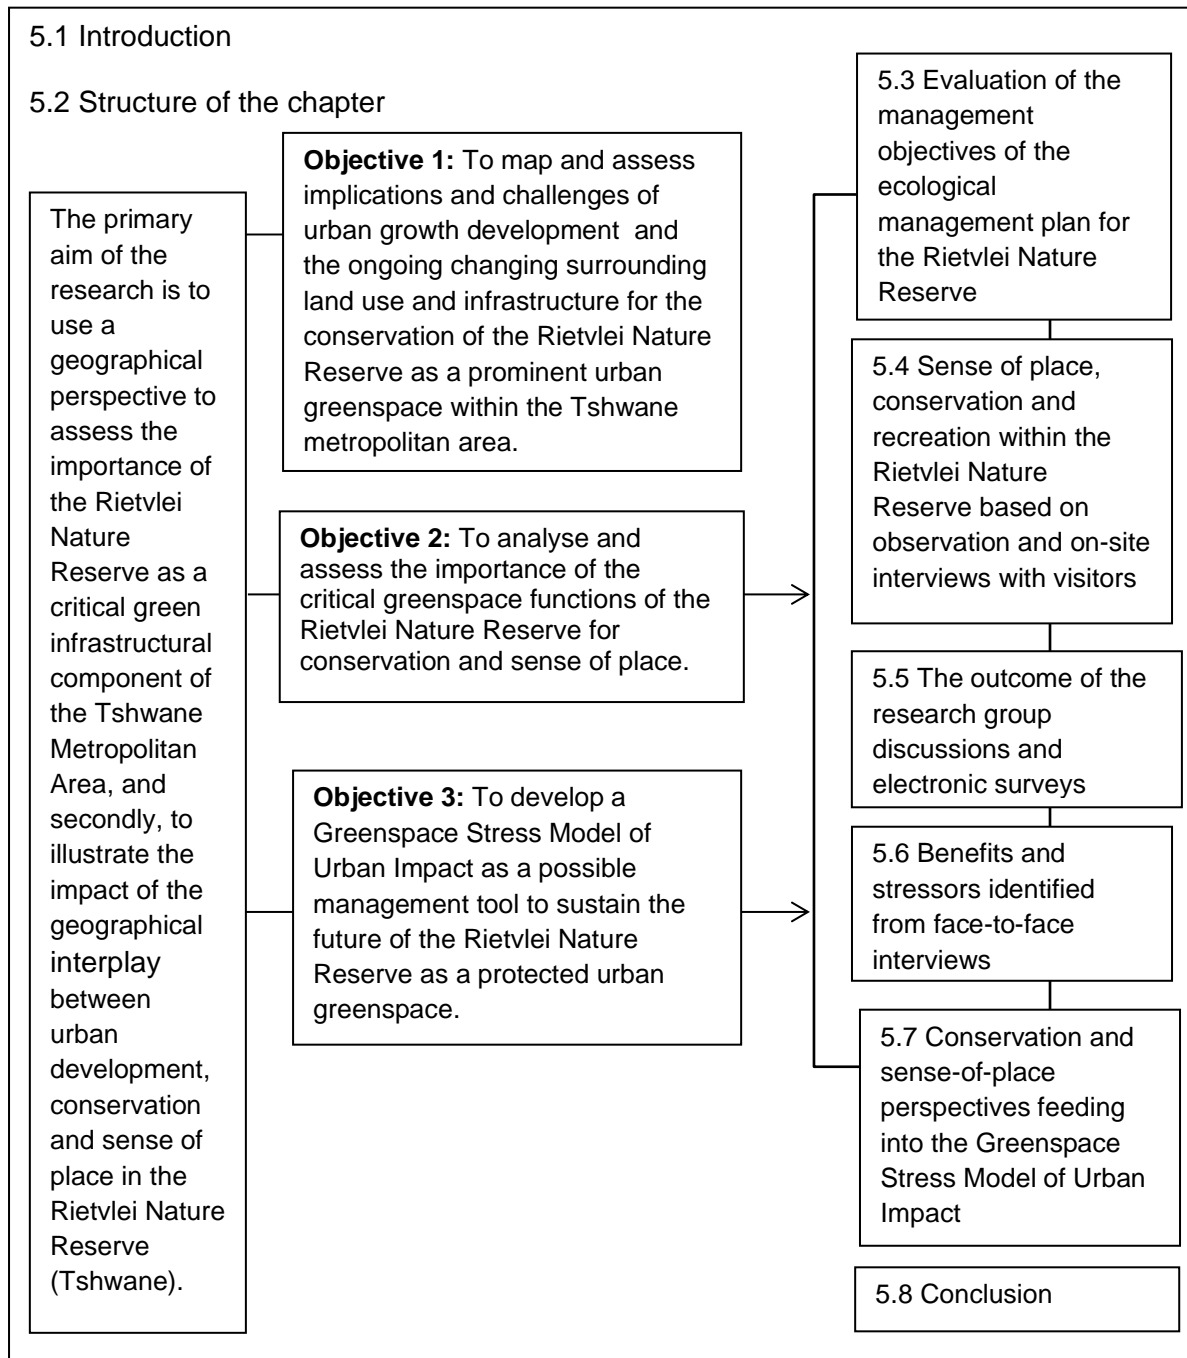 5.1 Introduction
5.2 Structure of the chapter
The primary
aim of the
research is to
use a
geographical
perspective to
assess the
importance of
the Rietvlei
Nature
Reserve as a
critical green
infrastructural
component of
the Tshwane
Metropolitan
Area, and
secondly, to
illustrate the
impact of the
geographical
interplay
between
urban
development,
conservation
and sense of
place in the
Rietvlei Nature
Reserve
(Tshwane).
Objective 1: To map and assess
implications and challenges of
urban growth development and
the ongoing changing surrounding
land use and infrastructure for the
conservation of the Rietvlei Nature
Reserve as a prominent urban
greenspace within the Tshwane
metropolitan area.
Objective 2: To analyse and
assess the importance of the
critical greenspace functions of the
Rietvlei Nature Reserve for
conservation and sense of place.
Objective 3: To develop a
Greenspace Stress Model of
Urban Impact as a possible
management tool to sustain the
future of the Rietvlei Nature
Reserve as a protected urban
greenspace.
5.3 Evaluation of the
management
objectives of the
ecological
management plan for
the Rietvlei Nature
Reserve
5.4 Sense of place,
conservation and
recreation within the
Rietvlei Nature
Reserve based on
observation and on-site
interviews with visitors
5.5 The outcome of the
research group
discussions and
electronic surveys
5.6 Benefits and
stressors identified
from face-to-face
interviews
5.7 Conservation and
sense-of-place
perspectives feeding
into the Greenspace
Stress Model of Urban
Impact
5.8 Conclusion